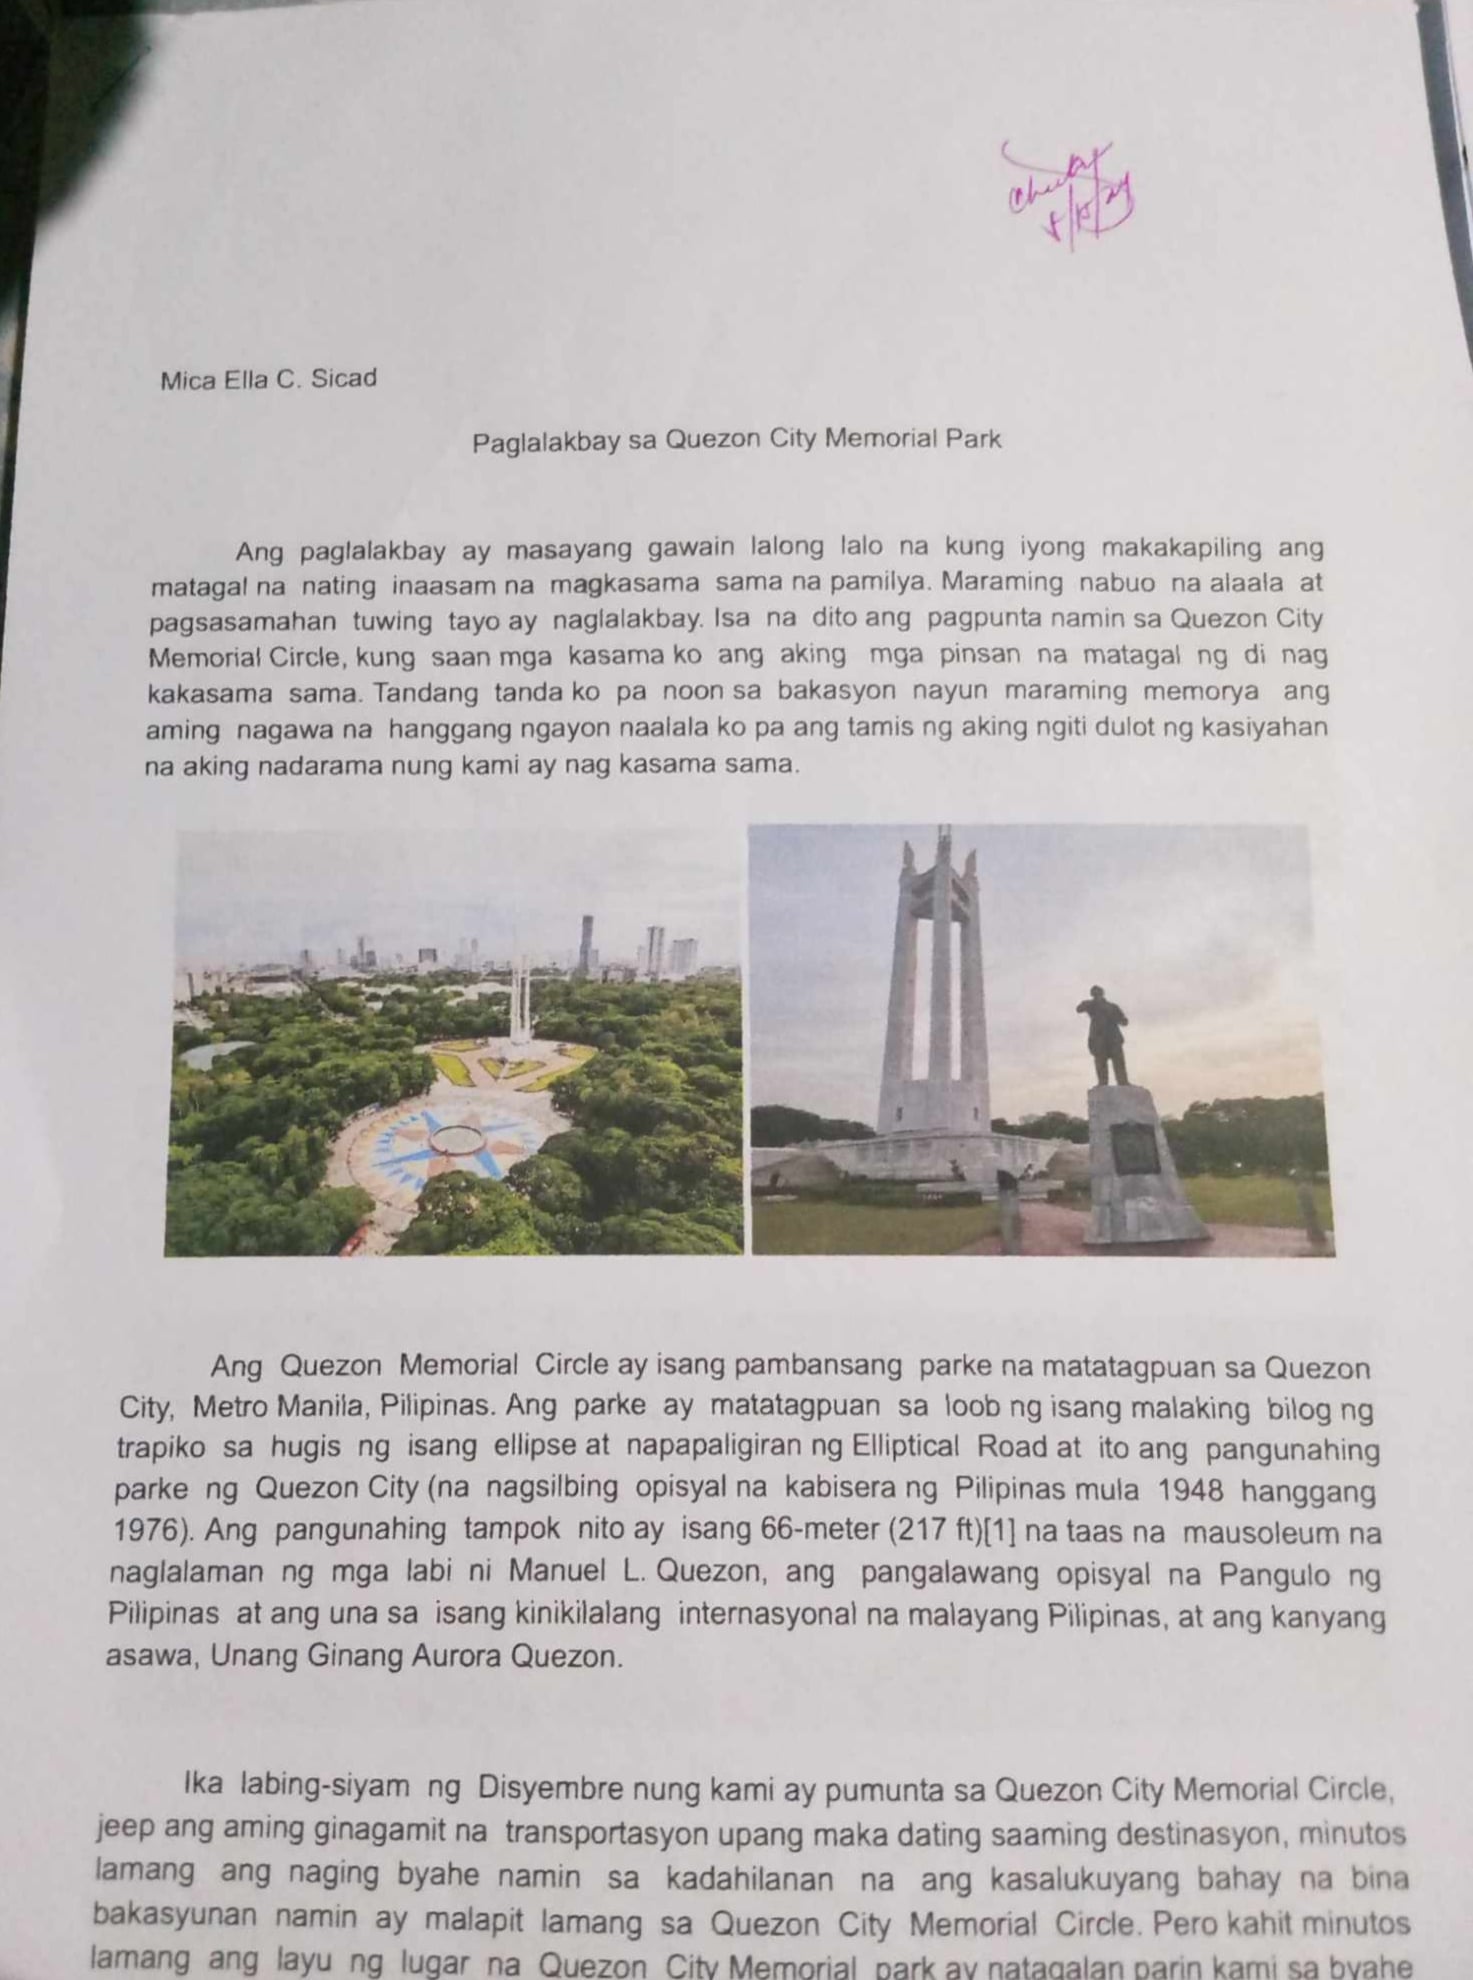 Mica Ella C. Sicad
Paglalakbay sa Quezon City Memorial Park
Ang paglalakbay ay masayang gawain lalong lalo na kung iyong makakapiling ang
matagal na nating inaasam na magkasama sama na pamilya. Maraming nabuo na alaala at
pagsasamahan tuwing tayo ay naglalakbay. Isa na dito ang pagpunta namin sa Quezon City
Memorial Circle, kung saan mga kasama ko ang aking mga pinsan na matagal ng di nag
kakasama sama. Tandang tanda ko pa noon sa bakasyon nayun maraming memorya ang
aming nagawa na hanggang ngayon naalala ko pa ang tamis ng aking ngiti dulot ng kasiyahan
na aking nadarama nung kami ay nag kasama sama.
Ang Quezon Memorial Circle ay isang pambansang parke na matatagpuan sa Quezon
City, Metro Manila, Pilipinas. Ang parke ay matatagpuan sa loob ng isang malaking bilog ng
trapiko sa hugis ng isang ellipse at napapaligiran ng Elliptical Road at ito ang pangunahing
parke ng Quezon City (na nagsilbing opisyal na kabisera ng Pilipinas mula 1948 hanggang
1976). Ang pangunahing tampok nito ay isang 66-meter (217 ft)[1] na taas na mausoleum na
naglalaman ng mga labi ni Manuel L. Quezon, ang pangalawang opisyal na Pangulo ng
Pilipinas at ang una sa isang kinikilalang internasyonal na malayang Pilipinas, at ang kanyang
asawa, Unang Ginang Aurora Quezon.
Ika labing-siyam ng Disyembre nung kami ay pumunta sa Quezon City Memorial Circle,
jeep ang aming ginagamit na transportasyon upang maka dating saaming destinasyon, minutos
lamang ang naging byahe namin sa kadahilanan na ang kasalukuyang bahay na bina
bakasyunan namin ay malapit lamang sa Quezon City Memorial Circle. Pero kahit minutos
lamang ang layu ng lugar na Quezon City Memorial park ay natagalan parin kami sa byahe